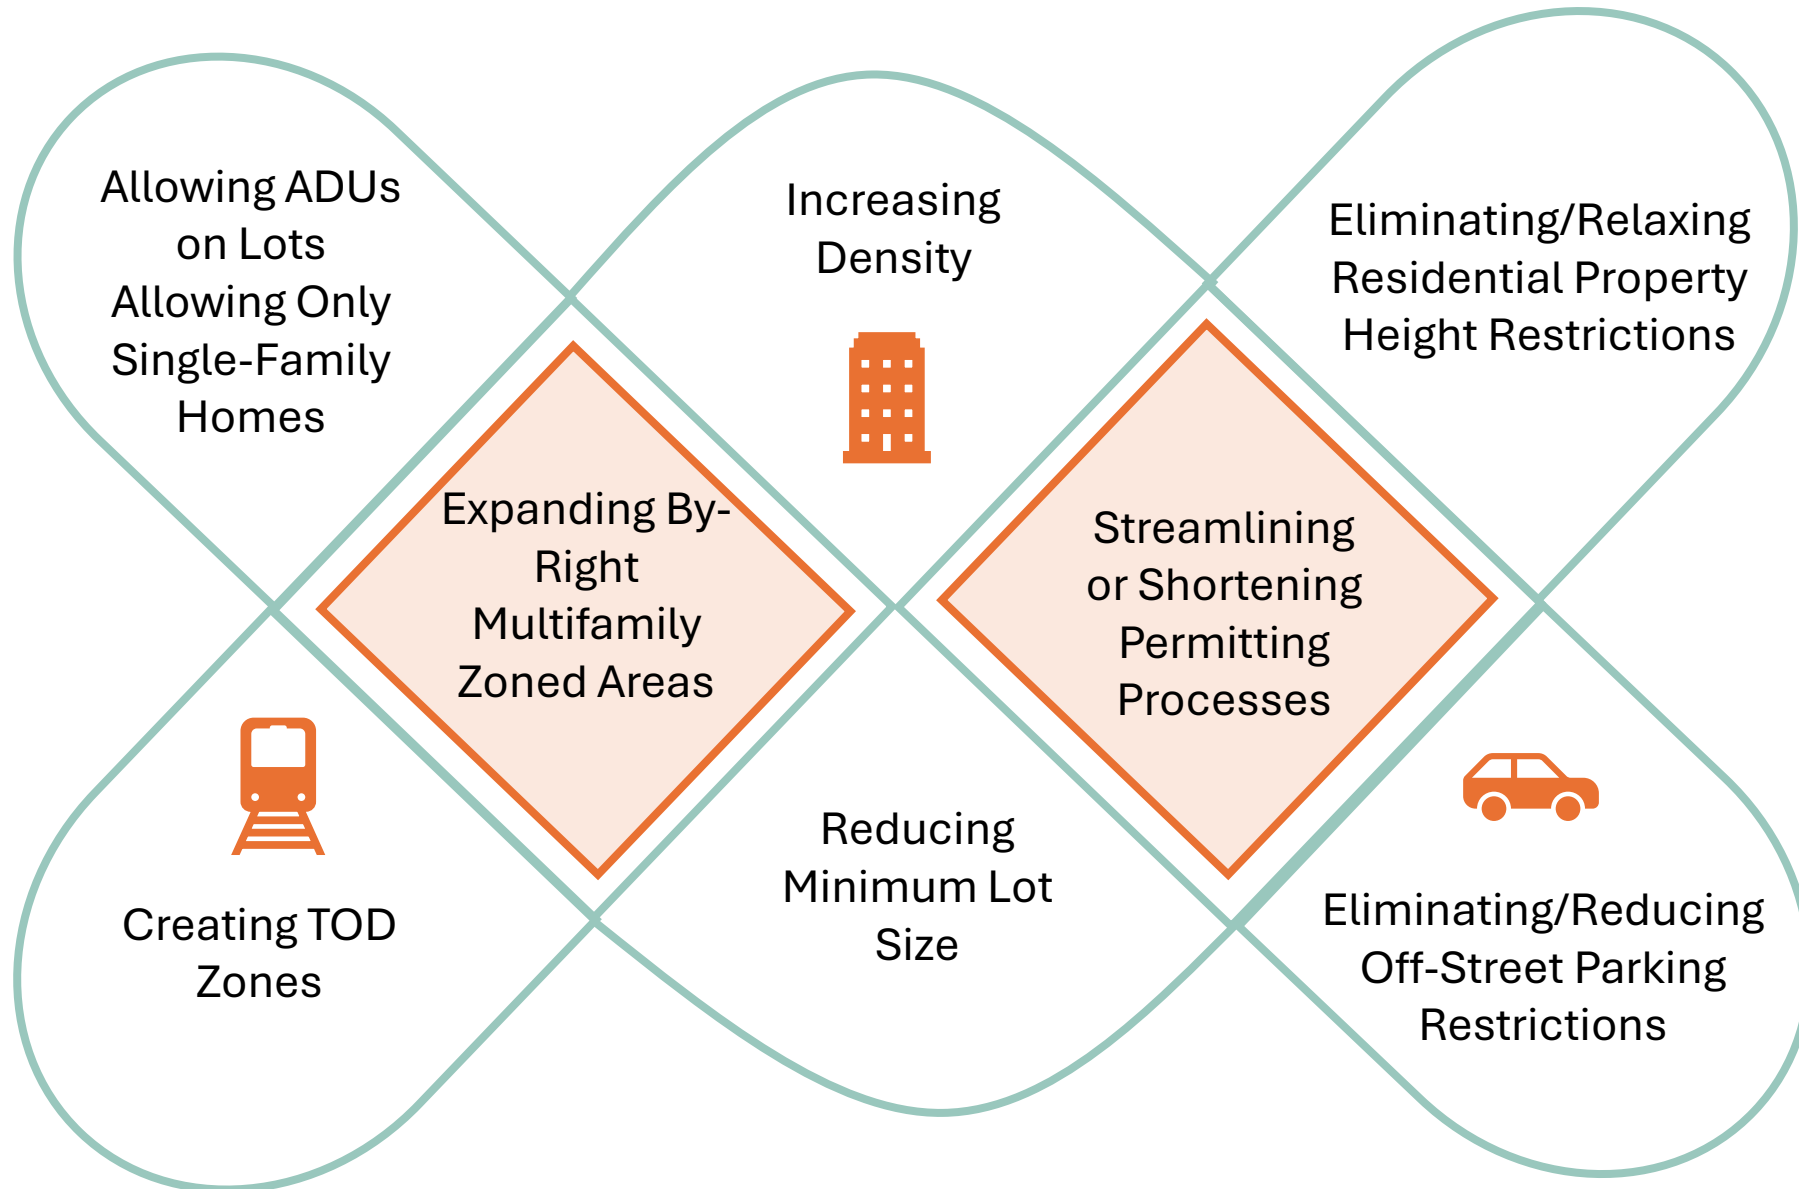 Allowing ADUs
on Lots
Allowing Only
Single-Family
Homes
Increasing
Density
Eliminating/Relaxing
Residential Property
Height Restrictions
Expanding By-
Right
Multifamily
Zoned Areas
Streamlining
or Shortening
Permitting
Processes
Creating TOD
Zones
Reducing
Minimum Lot
Size
Eliminating/Reducing
Off-Street Parking
Restrictions